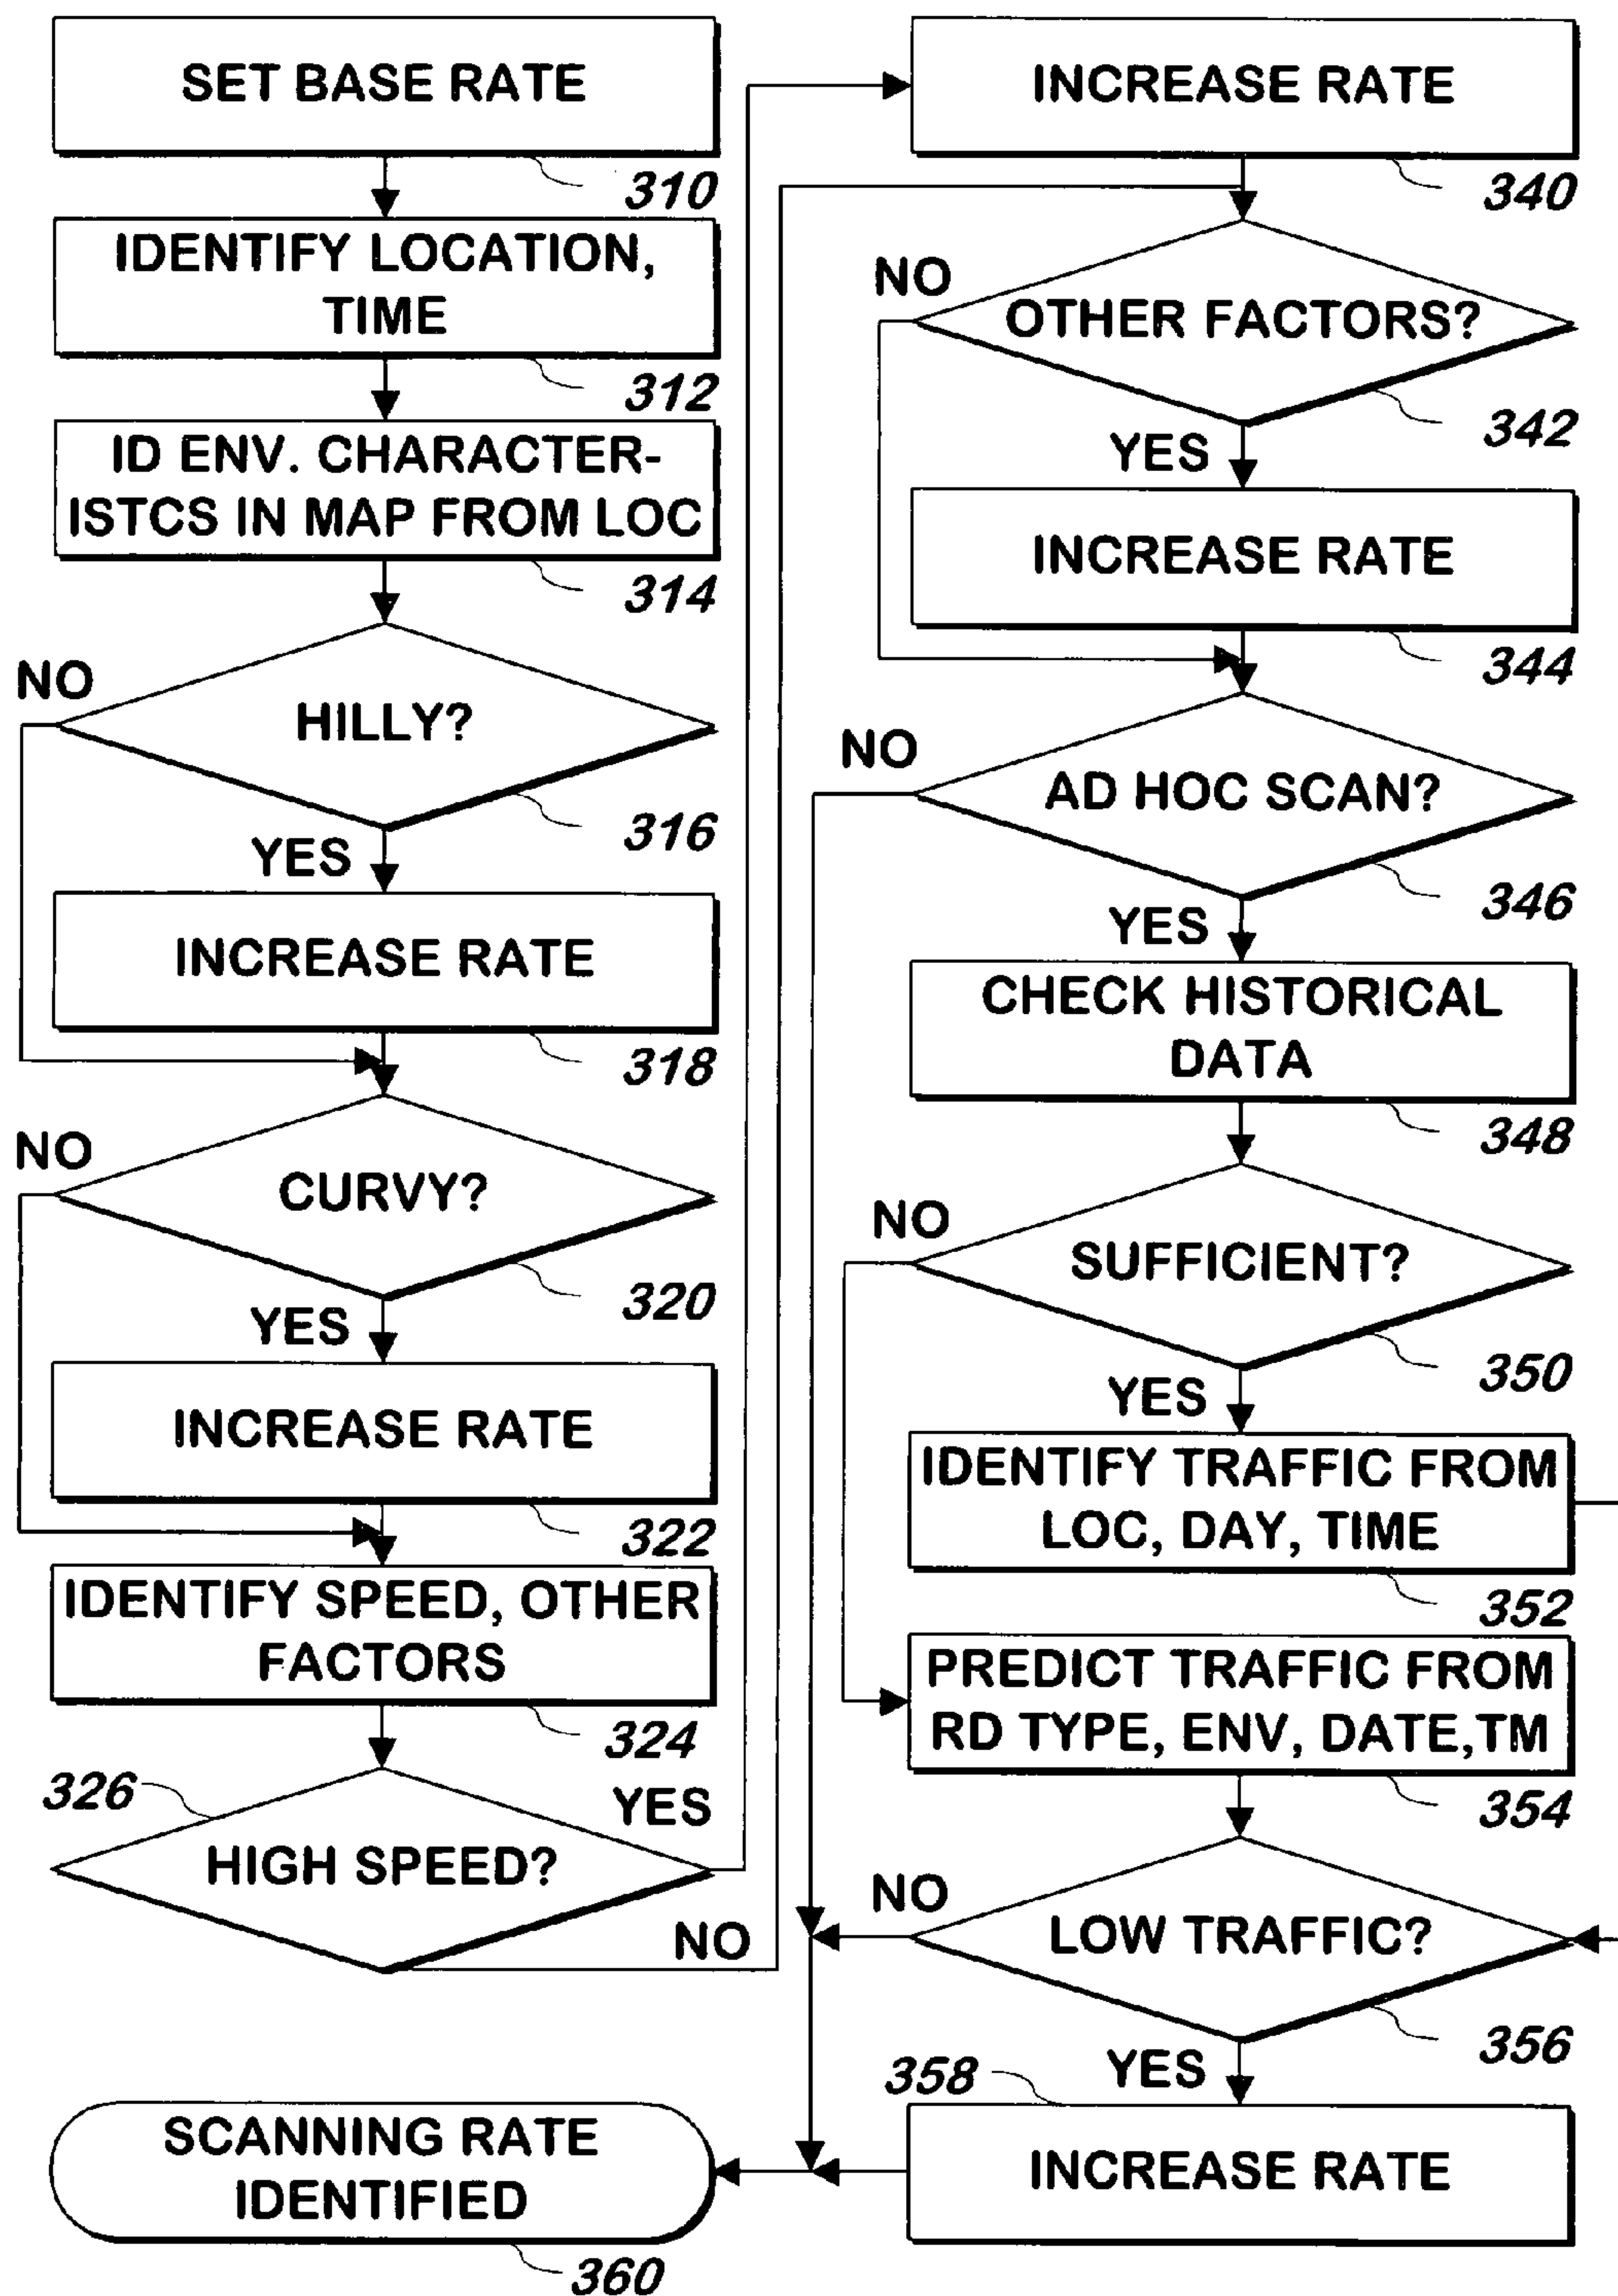 SET BASE RATE
310
IDENTIFY LOCATION,
TIME
312
ID ENV. CHARACTER-
ISTCS IN MAP FROM LOC
314
NO
HILLY?
316
YES
INCREASE RATE
318
NO
CURVY?
320
YES
INCREASE RATE
322
IDENTIFY SPEED, OTHER
FACTORS
324
326
YES
HIGH SPEED?
NO
INCREASE RATE
340
NO
OTHER FACTORS?
342
YES
INCREASE RATE
344
NO
AD HOC SCAN?
346
YES
CHECK HISTORICAL
DATA
348
NO
SUFFICIENT?
350
YES
IDENTIFY TRAFFIC FROM
LOC, DAY, TIME
352
PREDICT TRAFFIC FROM
RD TYPE, ENV, DATE,TM
354
NO
LOW TRAFFIC?
356
YES
358
INCREASE RATE
SCANNING RATE
IDENTIFIED
360